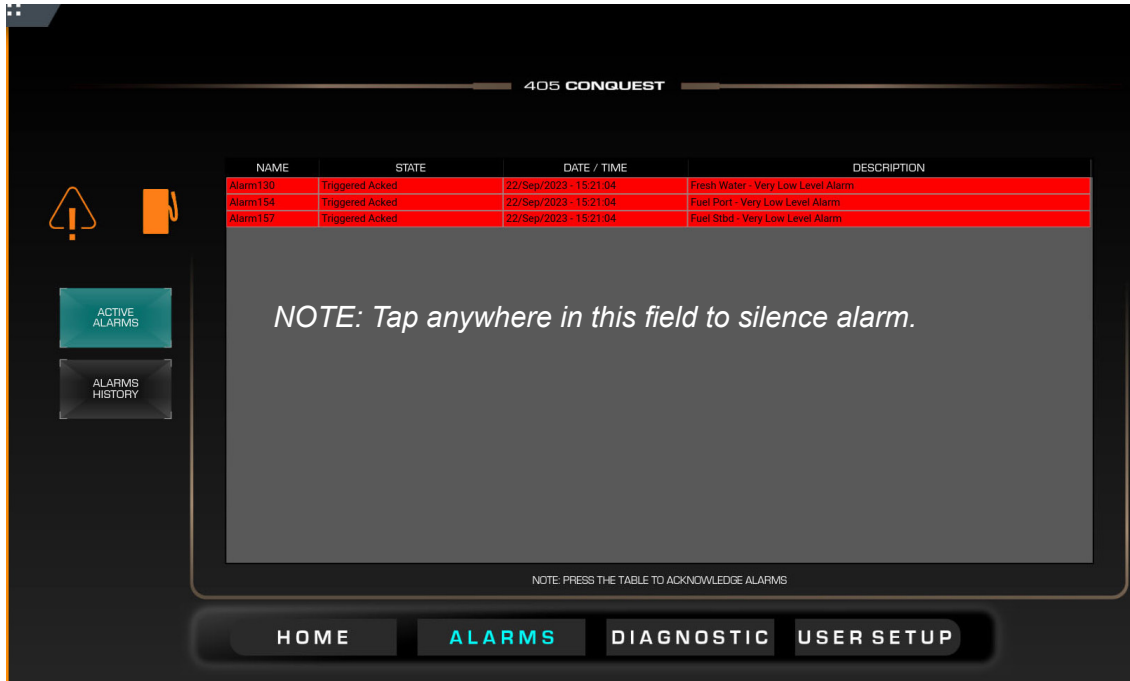 405 CONQUEST
NAME STATE DATE / TIME DESCRIPTION
Alarm130 Triggered Acked 22/Sep/2023 - 15:21:04 Fresh Water - Very Low Level Alarm
Alarm154 Triggered Acked 22/Sep/2023 - 15:21:04 Fuel Port - Very Low Level Alarm
Alarm157 Triggered Acked 22/Sep/2023 - 15:21:04 Fuel Stbd - Very Low Level Alarm
ACTIVE
ALARMS
NOTE: Tap anywhere in this field to silence alarm.
ALARMS
HISTORY
NOTE: PRESS THE TABLE TO ACKNOWLEDGE ALARMS
HOME ALARMS DIAGNOSTIC USER SETUP